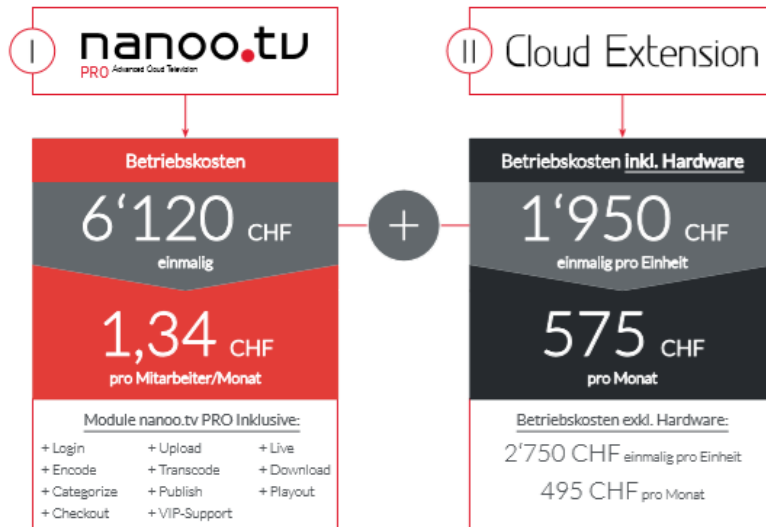 I
nanoo.tv
PRO Advanced Cloud Television
Betriebskosten
6‘120 CHF
einmalig
1,34 CHF
pro Mitarbeiter/Monat
Module nanoo.tv PRO Inklusive:
+ Login + Upload + Live
+ Encode + Transcode + Download
+ Categorize + Publish + Playout
+ Checkout + VIP-Support
+
II
Cloud Extension
Betriebskosten inkl. Hardware
1‘950 CHF
einmalig pro Einheit
575 CHF
pro Monat
Betriebskosten exkl. Hardware:
2‘750 CHF einmalig pro Einheit
495 CHF pro Monat